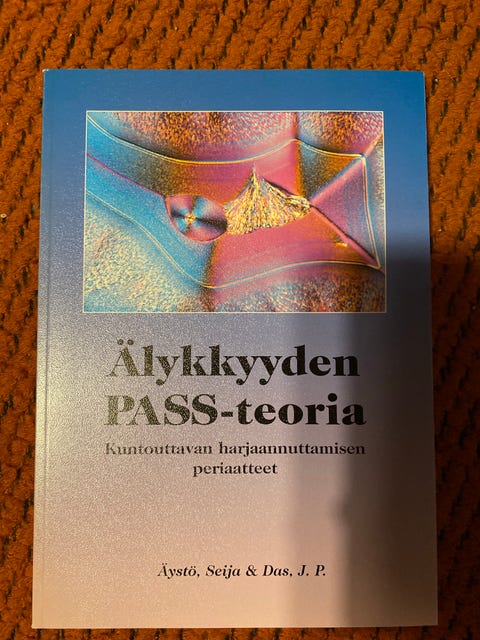 Älykkyyden
PASS-teoria
Kuntouttavan harjaannuttamisen
periaatteet
Äystö, Seija & Das, J. P.